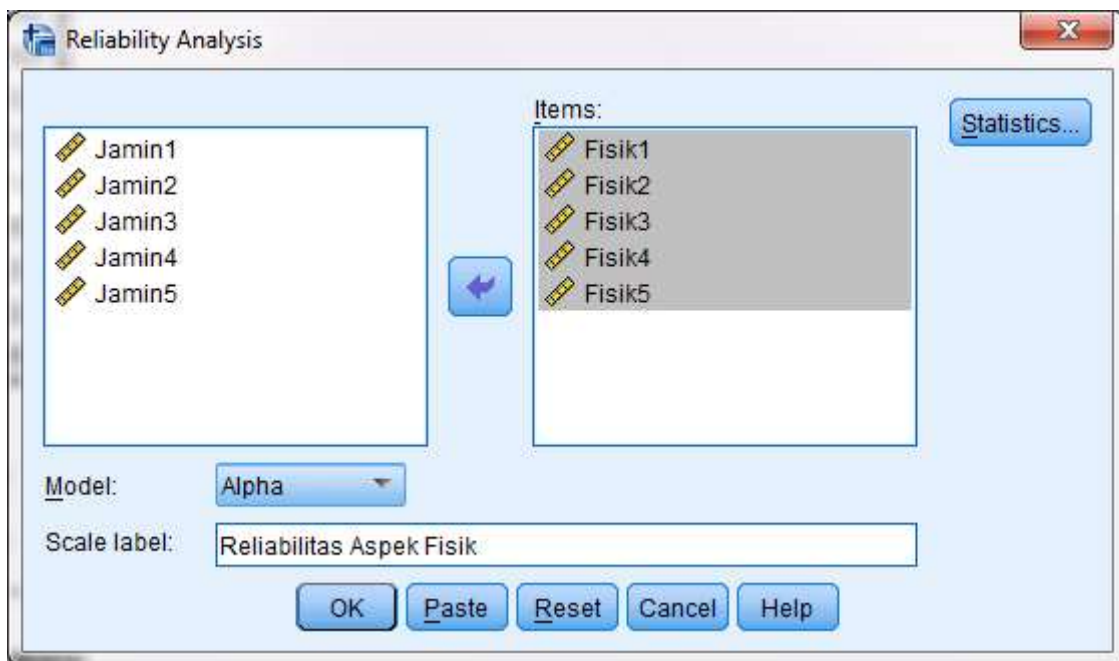 Reliability Analysis
Items:
Statistics...
Jamin1
Jamin2
Jamin3
Jamin4
Jamin5
Fisik1
Fisik2
Fisik3
Fisik4
Fisik5
Model:
Alpha
Scale label:
Reliabilitas Aspek Fisik
OK Paste Reset Cancel Help